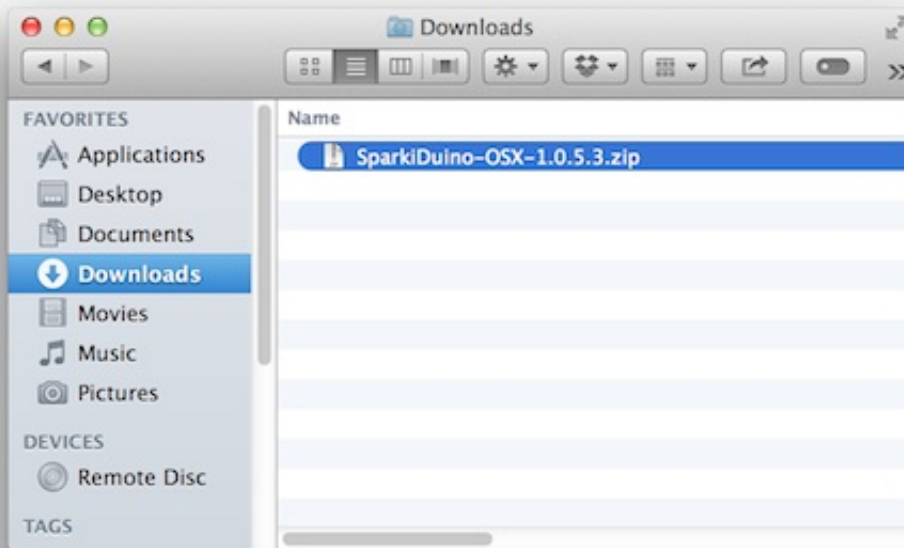 Downloads
FAVORITES
Name
Applications
SparkiDuino-OSX-1.0.5.3.zip
Desktop
Documents
Downloads
Movies
Music
Pictures
DEVICES
Remote Disc
TAGS